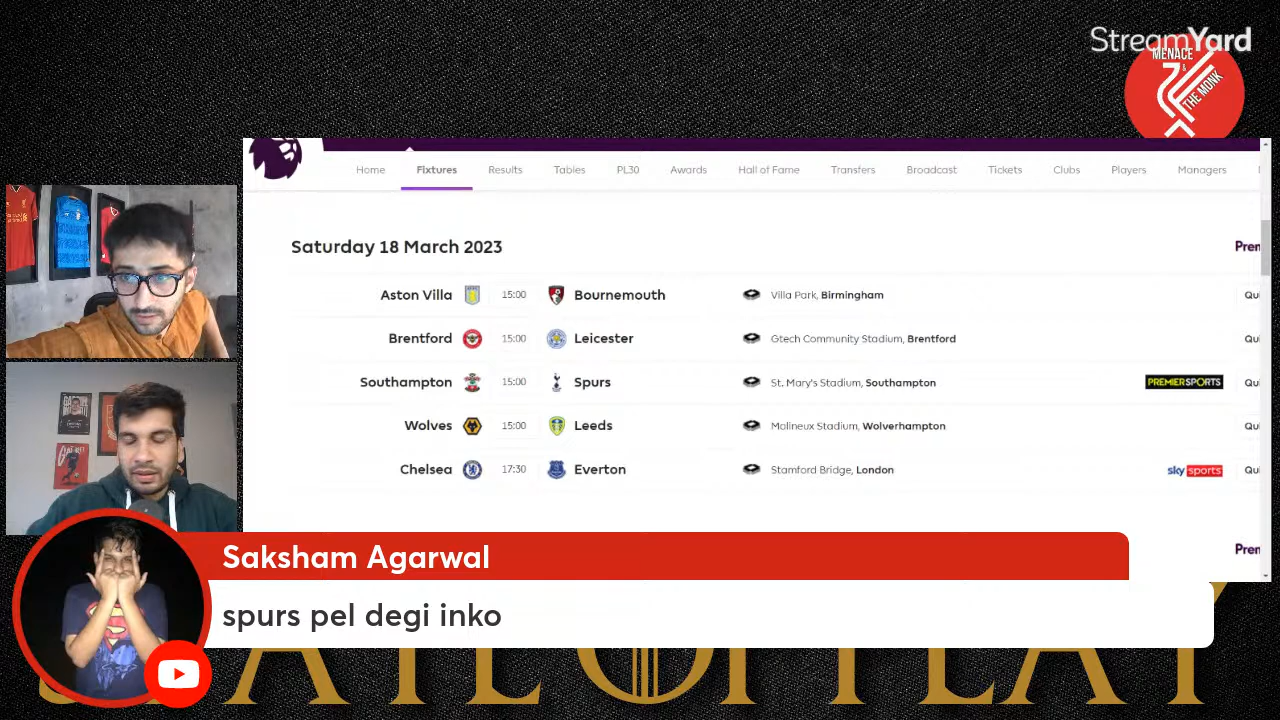 StreamYard
MENACE
&
THE MONK
Home Fixtures Results Tables PL30 Awards Hall of Fame Transfers Broadcast Tickets Clubs Players Managers
Saturday 18 March 2023
Aston Villa 15:00 Bournemouth Villa Park, Birmingham
Brentford 15:00 Leicester Gtech Community Stadium, Brentford
Southampton 15:00 Spurs St. Mary's Stadium, Southampton PREMIER SPORTS
Wolves 15:00 Leeds Molineux Stadium, Wolverhampton
Chelsea 17:30 Everton Stamford Bridge, London sky sports
Saksham Agarwal
spurs pel degi inko